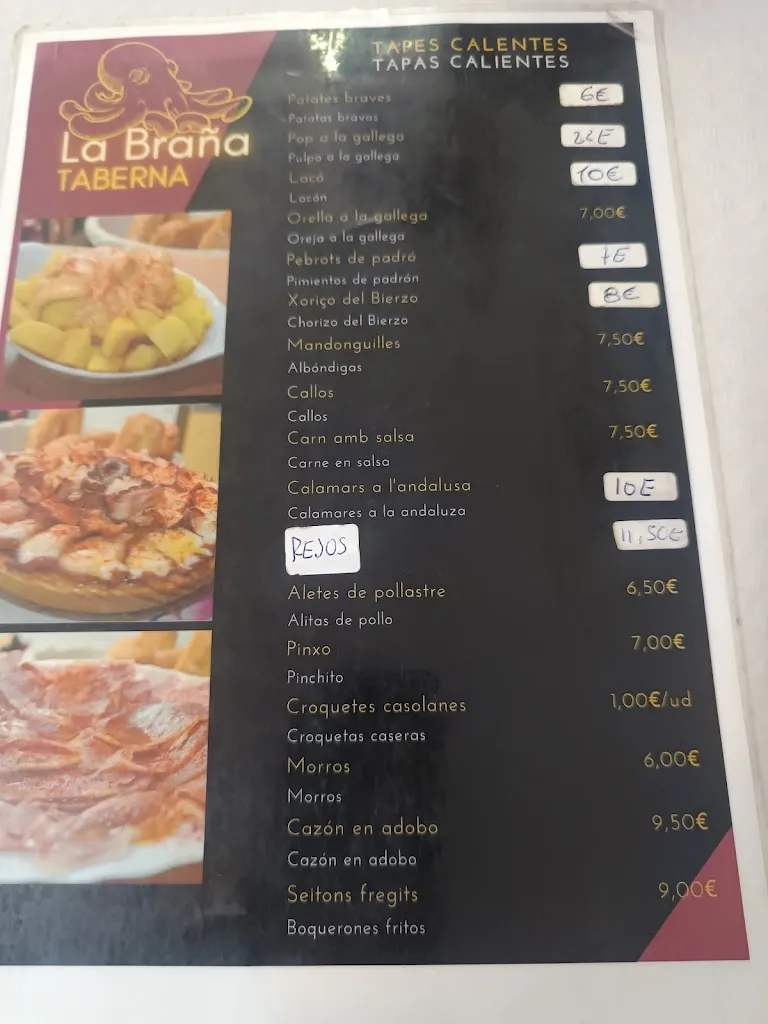 La Braña
TABERNA
TAPES CALENTES
TAPAS CALIENTES
Patates braves 6€
Patatas bravas
Pop a la gallega 22€
Pulpo a la gallega
Lacó 10€
Lacón
Orella a la gallega 7,00€
Oreja a la gallega
Pebrots de padró 7€
Pimientos de padrón
Xoriço del Bierzo 8€
Chorizo del Bierzo
Mandonguilles 7,50€
Albóndigas
Callos 7,50€
Callos
Carn amb salsa 7,50€
Carne en salsa
Calamars a l'andalusa 10€
Calamares a la andaluza
REJOS 11,50€
Aletes de pollastre 6,50€
Alitas de pollo
Pinxo 7,00€
Pinchito
Croquetes casolanes 1,00€/ud
Croquetas caseras
Morros 6,00€
Morros
Cazón en adobo 9,50€
Cazón en adobo
Seitons fregits 9,00€
Boquerones fritos